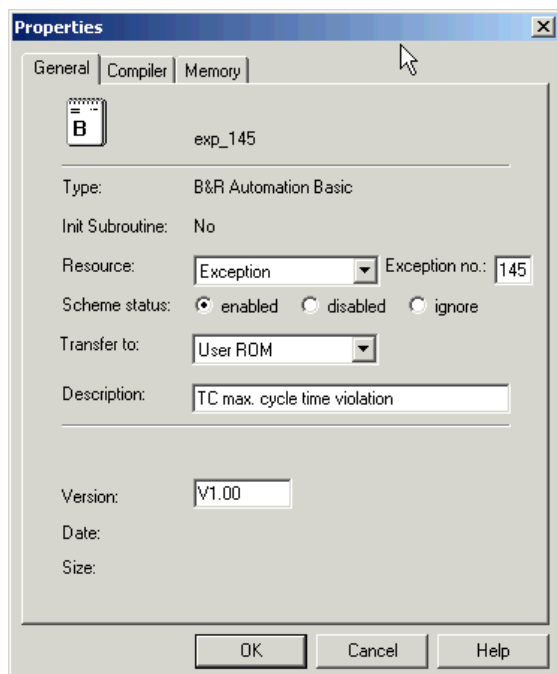 Properties
General Compiler Memory
B
exp_145
Type: B&R Automation Basic
Init Subroutine: No
Resource: Exception Exception no.: 145
Scheme status: enabled disabled ignore
Transfer to: User ROM
Description: TC max. cycle time violation
Version: V1.00
Date:
Size:
OK Cancel Help